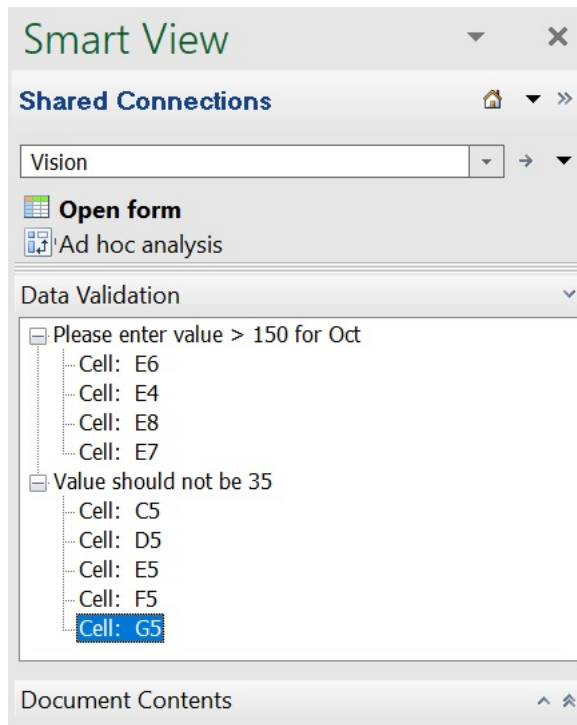 Smart View
Shared Connections
Vision
Open form
Ad hoc analysis
Data Validation
Please enter value > 150 for Oct
Cell: E6
Cell: E4
Cell: E8
Cell: E7
Value should not be 35
Cell: C5
Cell: D5
Cell: E5
Cell: F5
Cell: G5
Document Contents